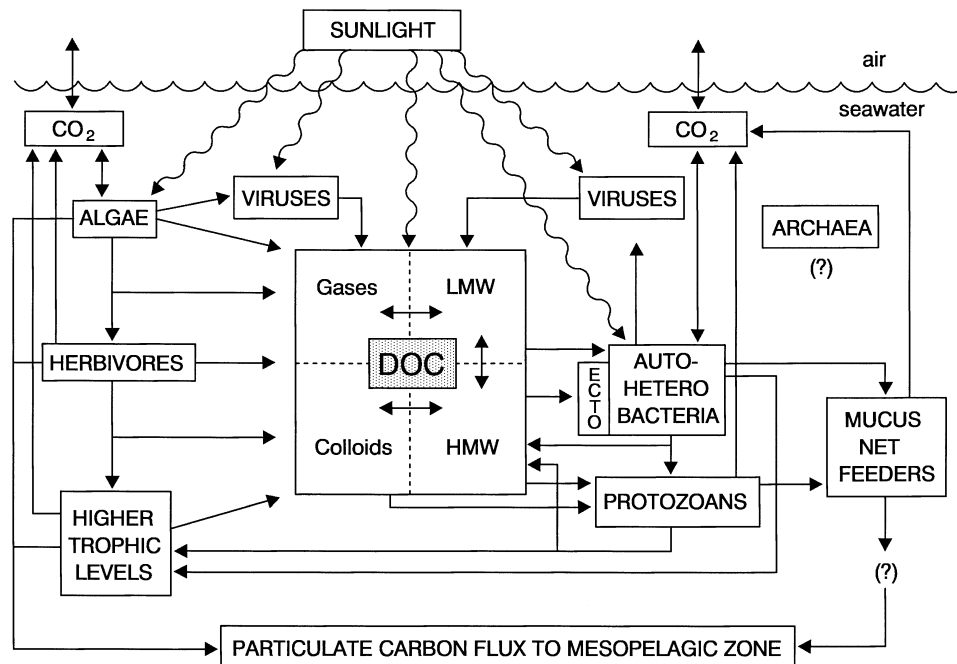 SUNLIGHT
air
seawater
CO₂
CO₂
ALGAE
VIRUSES
VIRUSES
ARCHAEA
(?)
Gases
LMW
DOC
HERBIVORES
ECTO
AUTO-
HETERO
BACTERIA
Colloids
HMW
MUCUS
NET
FEEDERS
PROTOZOANS
HIGHER
TROPHIC
LEVELS
(?)
PARTICULATE CARBON FLUX TO MESOPELAGIC ZONE